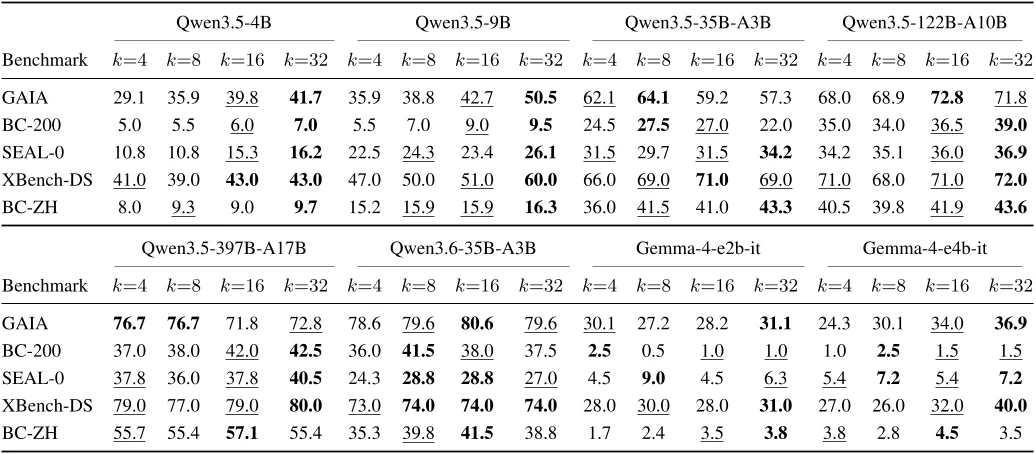 Qwen3.5-4B Qwen3.5-9B Qwen3.5-35B-A3B Qwen3.5-122B-A10B
Benchmark k=4 k=8 k=16 k=32 k=4 k=8 k=16 k=32 k=4 k=8 k=16 k=32 k=4 k=8 k=16 k=32
GAIA 29.1 35.9 39.8 41.7 35.9 38.8 42.7 50.5 62.1 64.1 59.2 57.3 68.0 68.9 72.8 71.8
BC-200 5.0 5.5 6.0 7.0 5.5 7.0 9.0 9.5 24.5 27.5 27.0 22.0 35.0 34.0 36.5 39.0
SEAL-0 10.8 10.8 15.3 16.2 22.5 24.3 23.4 26.1 31.5 29.7 31.5 34.2 34.2 35.1 36.0 36.9
XBench-DS 41.0 39.0 43.0 43.0 47.0 50.0 51.0 60.0 66.0 69.0 71.0 69.0 71.0 68.0 71.0 72.0
BC-ZH 8.0 9.3 9.0 9.7 15.2 15.9 15.9 16.3 36.0 41.5 41.0 43.3 40.5 39.8 41.9 43.6
Qwen3.5-397B-A17B Qwen3.6-35B-A3B Gemma-4-e2b-it Gemma-4-e4b-it
Benchmark k=4 k=8 k=16 k=32 k=4 k=8 k=16 k=32 k=4 k=8 k=16 k=32 k=4 k=8 k=16 k=32
GAIA 76.7 76.7 71.8 72.8 78.6 79.6 80.6 79.6 30.1 27.2 28.2 31.1 24.3 30.1 34.0 36.9
BC-200 37.0 38.0 42.0 42.5 36.0 41.5 38.0 37.5 2.5 0.5 1.0 1.0 1.0 2.5 1.5 1.5
SEAL-0 37.8 36.0 37.8 40.5 24.3 28.8 28.8 27.0 4.5 9.0 4.5 6.3 5.4 7.2 5.4 7.2
XBench-DS 79.0 77.0 79.0 80.0 73.0 74.0 74.0 74.0 28.0 30.0 28.0 31.0 27.0 26.0 32.0 40.0
BC-ZH 55.7 55.4 57.1 55.4 35.3 39.8 41.5 38.8 1.7 2.4 3.5 3.8 3.8 2.8 4.5 3.5